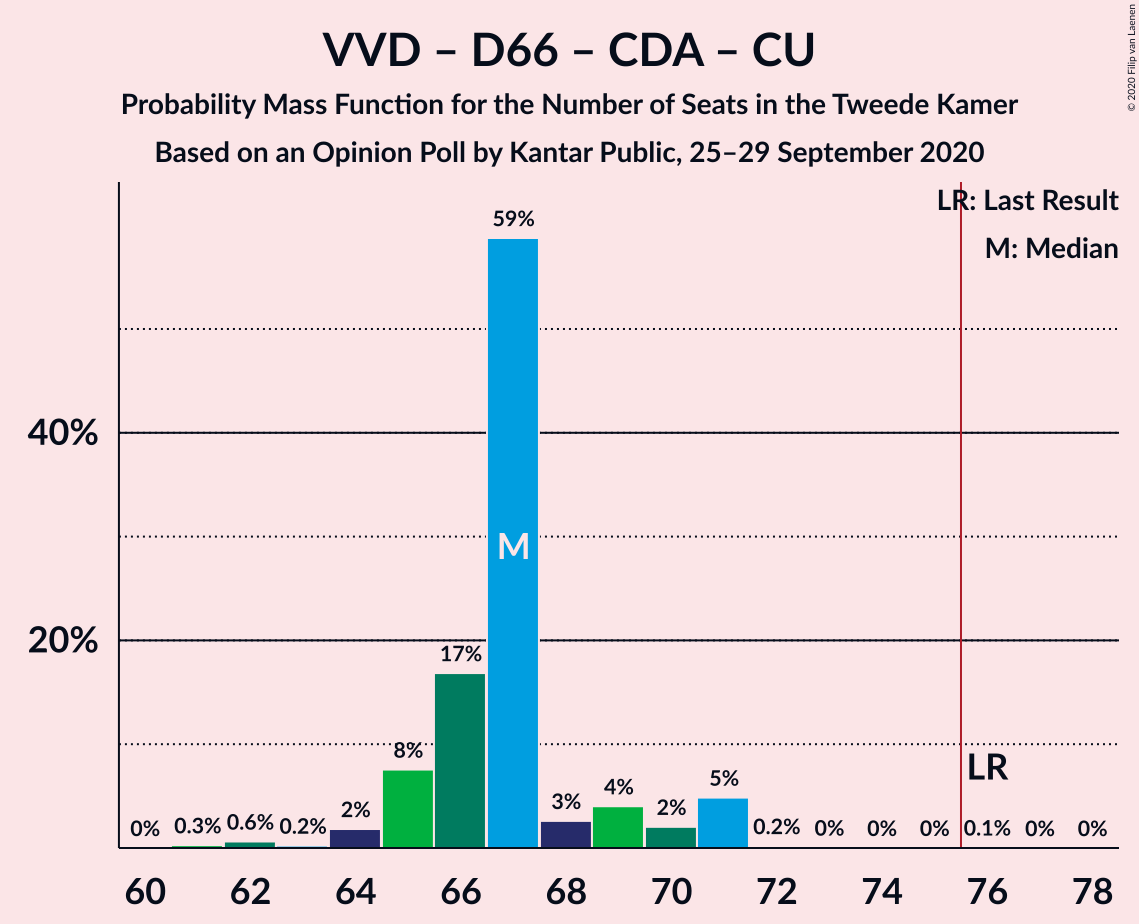 VVD – D66 – CDA – CU
Probability Mass Function for the Number of Seats in the Tweede Kamer
Based on an Opinion Poll by Kantar Public, 25–29 September 2020
© 2020 Filip van Laenen
LR: Last Result
M: Median
59%
40%
M
20%
17%
8%
LR
5%
4%
3%
2%
2%
0% 0.3% 0.6% 0.2% 0.2% 0% 0% 0% 0.1% 0% 0%
60 62 64 66 68 70 72 74 76 78